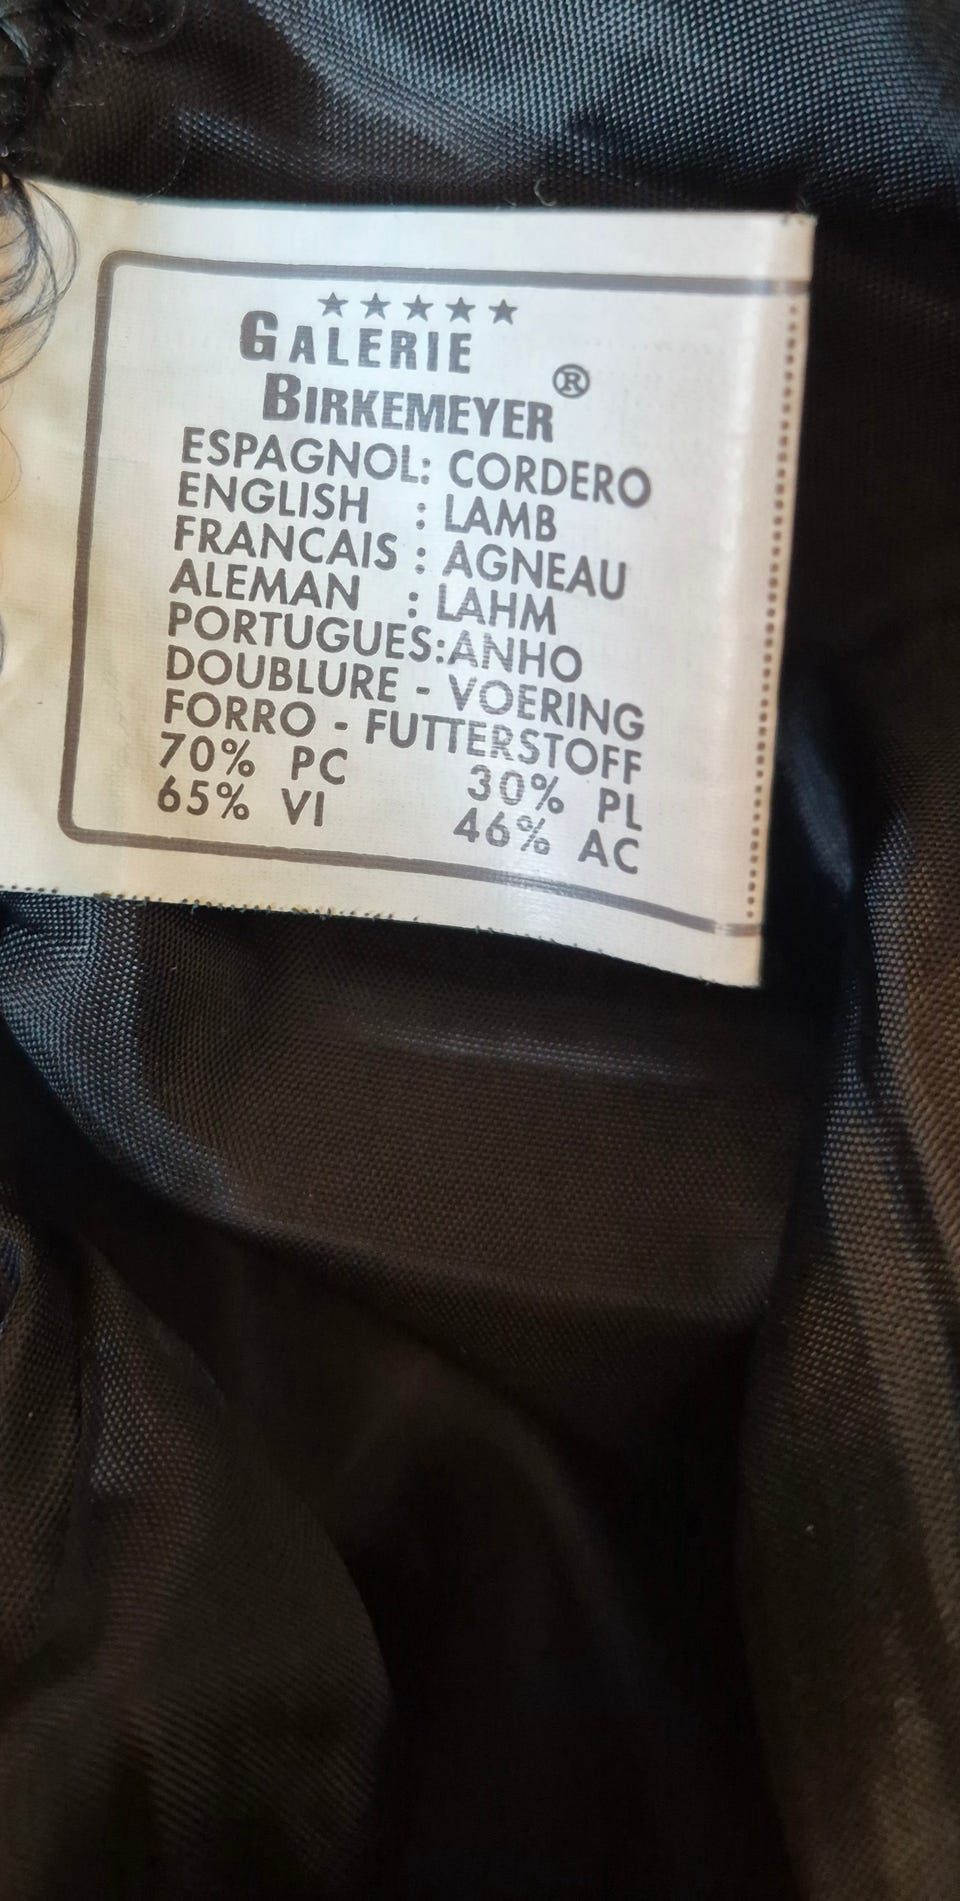 ★★★★★
GALERIE
BIRKEMEYER ®
ESPAGNOL: CORDERO
ENGLISH : LAMB
FRANCAIS : AGNEAU
ALEMAN : LAHM
PORTUGUES: ANHO
DOUBLURE - VOERING
FORRO - FUTTERSTOFF
70% PC 30% PL
65% VI 46% AC